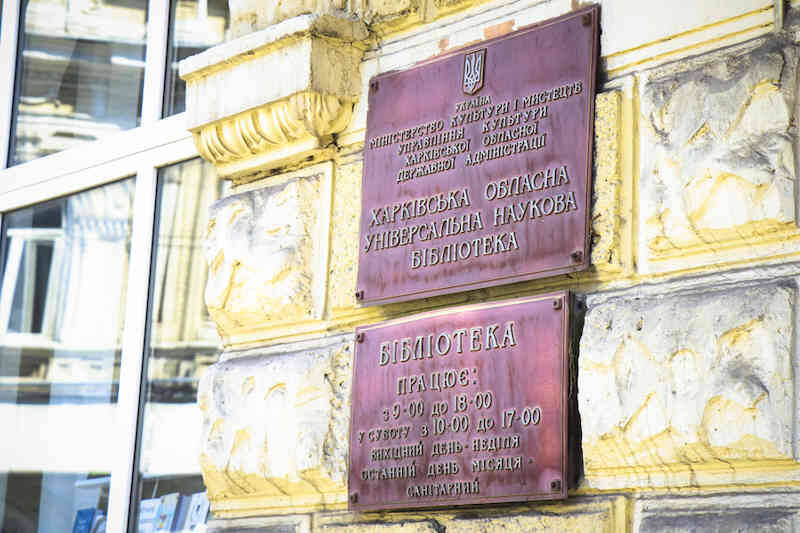 УКРАЇНА
МІНІСТЕРСТВО КУЛЬТУРИ І МИСТЕЦТВ
УПРАВІННЯ КУЛЬТУРИ
ХАРКІВСЬКОЇ ОБЛАСНОЇ
ДЕРЖАВНОЇ АДМІНІСТРАЦІЇ
ХАРКІВСЬКА ОБЛАСНА
УНІВЕРСАЛЬНА НАУКОВА
БІБЛІОТЕКА
БІБЛІОТЕКА
ПРАЦЮЄ:
З 9-00 ДО 18-00
У СУБОТУ З 10-00 ДО 17-00
ВИХІДНИЙ ДЕНЬ-НЕДІЛЯ
ОСТАННІЙ ДЕНЬ МІСЯЦЯ-
САНІТАРНИЙ